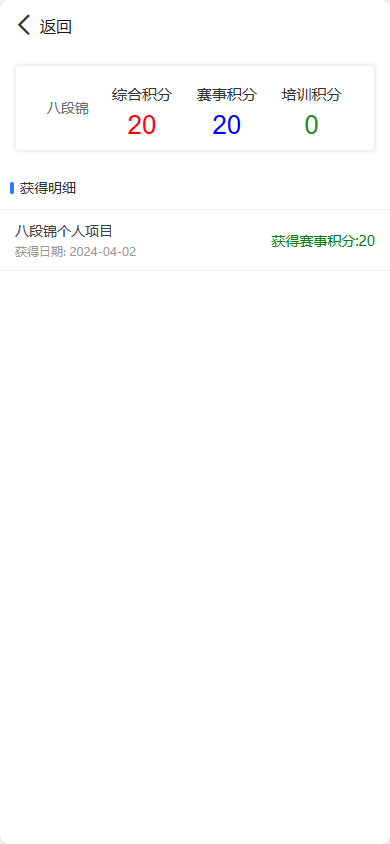 返回
综合积分 赛事积分 培训积分
八段锦
20 20 0
获得明细
八段锦个人项目
获得赛事积分:20
获得日期: 2024-04-02